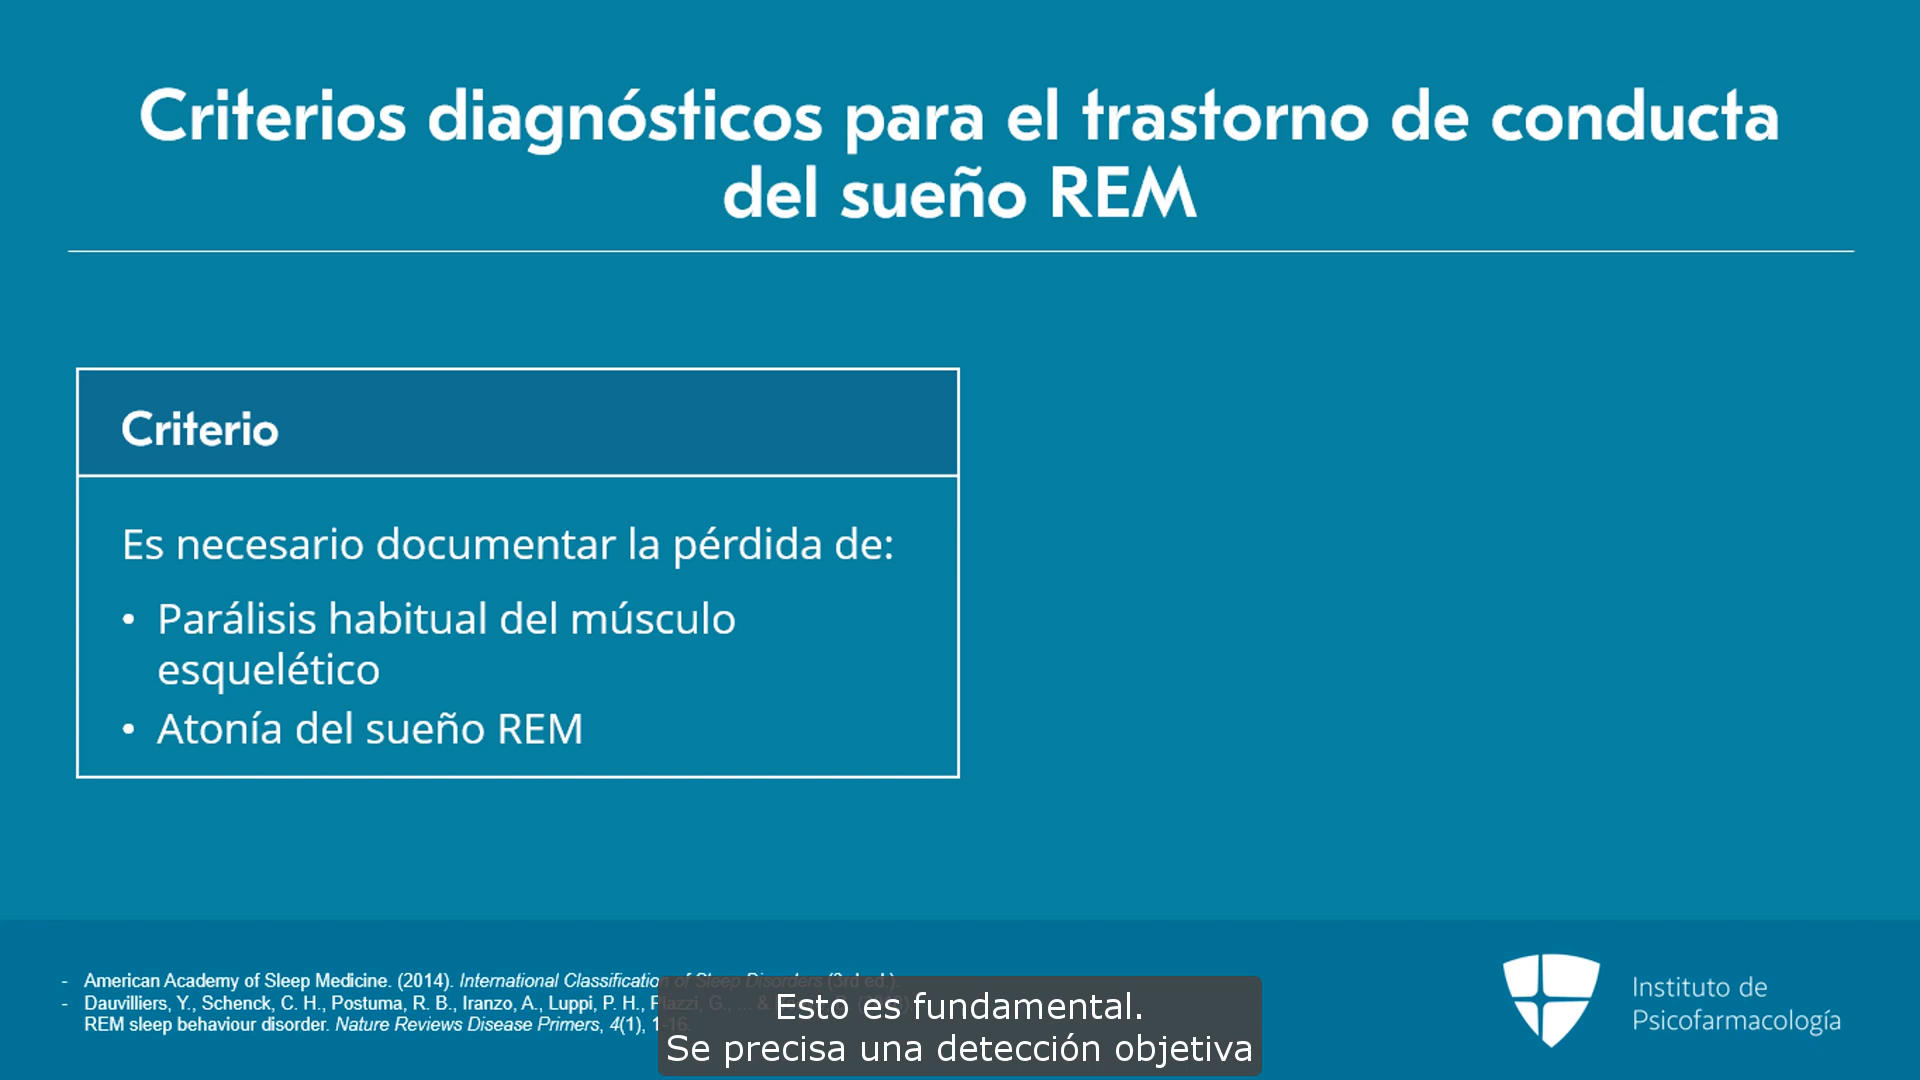 Criterios diagnósticos para el trastorno de conducta
del sueño REM
Criterio
Es necesario documentar la pérdida de:
• Parálisis habitual del músculo
esquelético
• Atonía del sueño REM
- American Academy of Sleep Medicine. (2014). International Classification of Sleep Disorders (3rd ed.).
- Dauvilliers, Y., Schenck, C. H., Postuma, R. B., Iranzo, A., Luppi, P. H., Plazzi, G., ... &
REM sleep behaviour disorder. Nature Reviews Disease Primers, 4(1), 1-16.
Esto es fundamental.
Se precisa una detección objetiva
Instituto de
Psicofarmacología